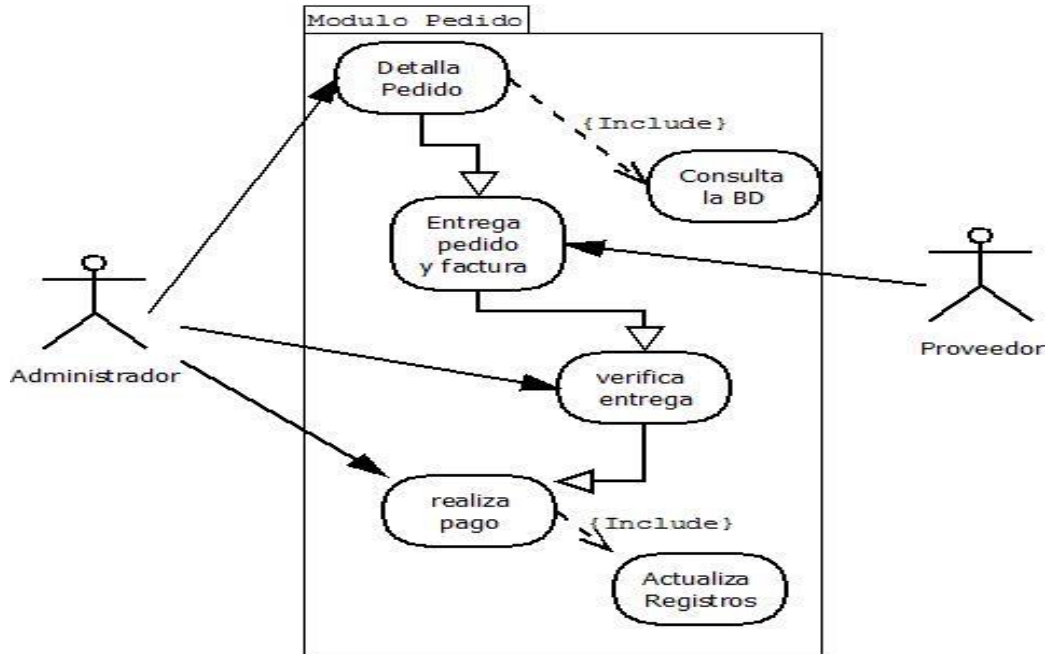 Modulo Pedido
Detalla
Pedido
{Include}
Consulta
la BD
Entrega
pedido
y factura
Administrador
Proveedor
verifica
entrega
realiza
pago
{Include}
Actualiza
Registros